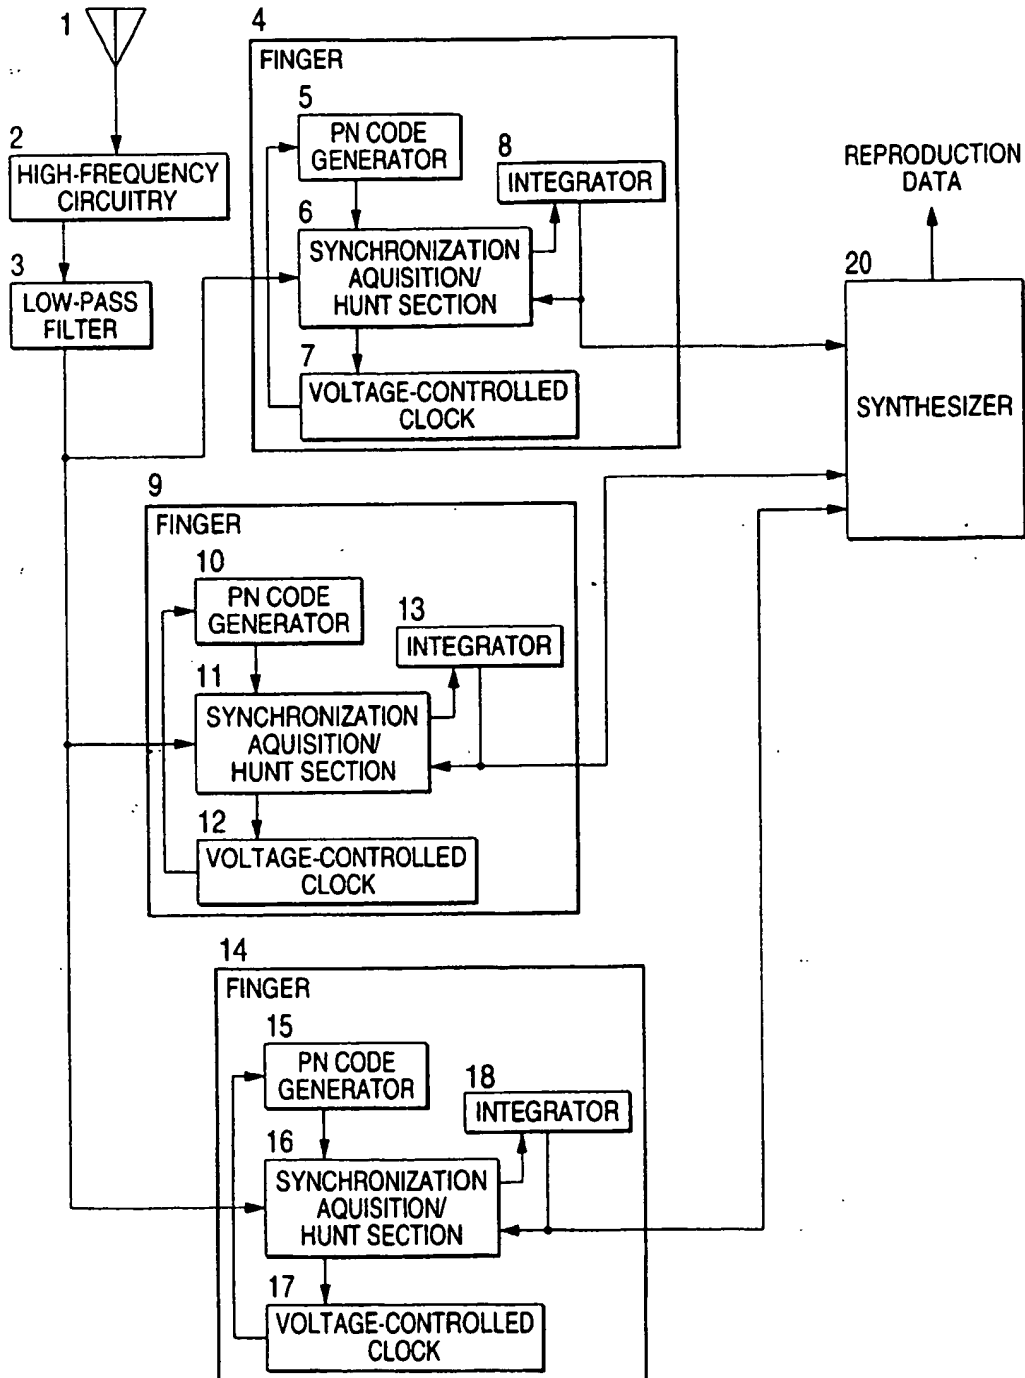 1
2
HIGH-FREQUENCY
CIRCUITRY
3
LOW-PASS
FILTER
4
FINGER
5
PN CODE
GENERATOR
6
SYNCHRONIZATION
AQUISITION/
HUNT SECTION
7
VOLTAGE-CONTROLLED
CLOCK
8
INTEGRATOR
9
FINGER
10
PN CODE
GENERATOR
11
SYNCHRONIZATION
AQUISITION/
HUNT SECTION
12
VOLTAGE-CONTROLLED
CLOCK
13
INTEGRATOR
14
FINGER
15
PN CODE
GENERATOR
16
SYNCHRONIZATION
AQUISITION/
HUNT SECTION
17
VOLTAGE-CONTROLLED
CLOCK
18
INTEGRATOR
REPRODUCTION
DATA
20
SYNTHESIZER